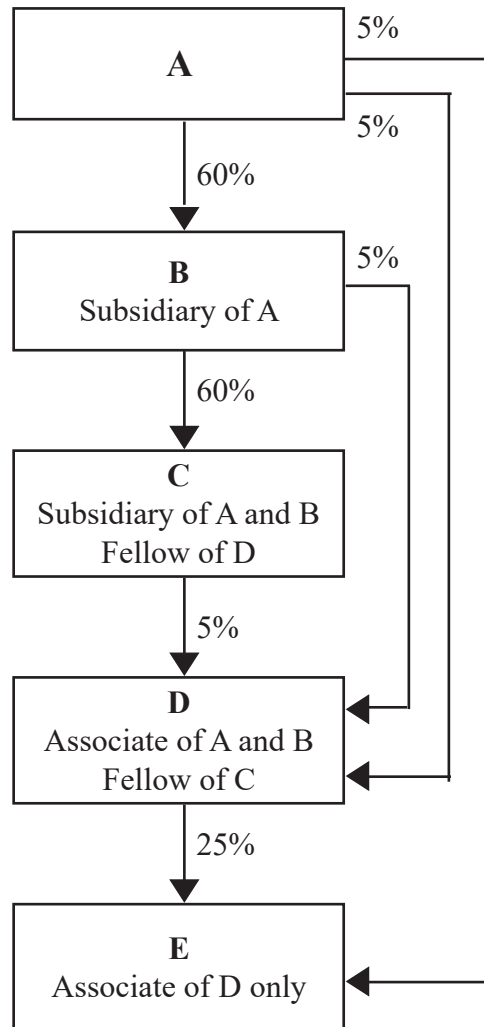 5%
A
5%
60%
B
5%
Subsidiary of A
60%
C
Subsidiary of A and B
Fellow of D
5%
D
Associate of A and B
Fellow of C
25%
E
Associate of D only